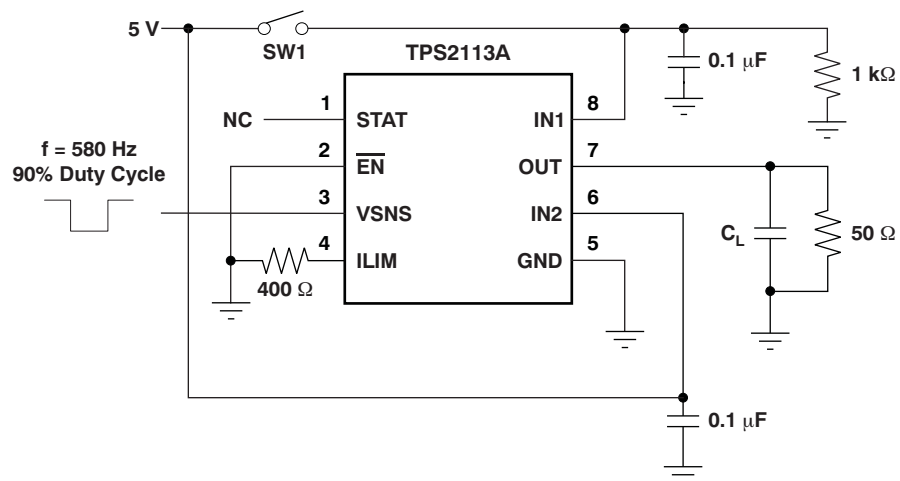 5 V
SW1
TPS2113A
0.1 μF
1 kΩ
NC
1
STAT
IN1
8
f = 580 Hz
90% Duty Cycle
2
EN
OUT
7
3
VSNS
IN2
6
CL
50 Ω
4
ILIM
GND
5
400 Ω
0.1 μF